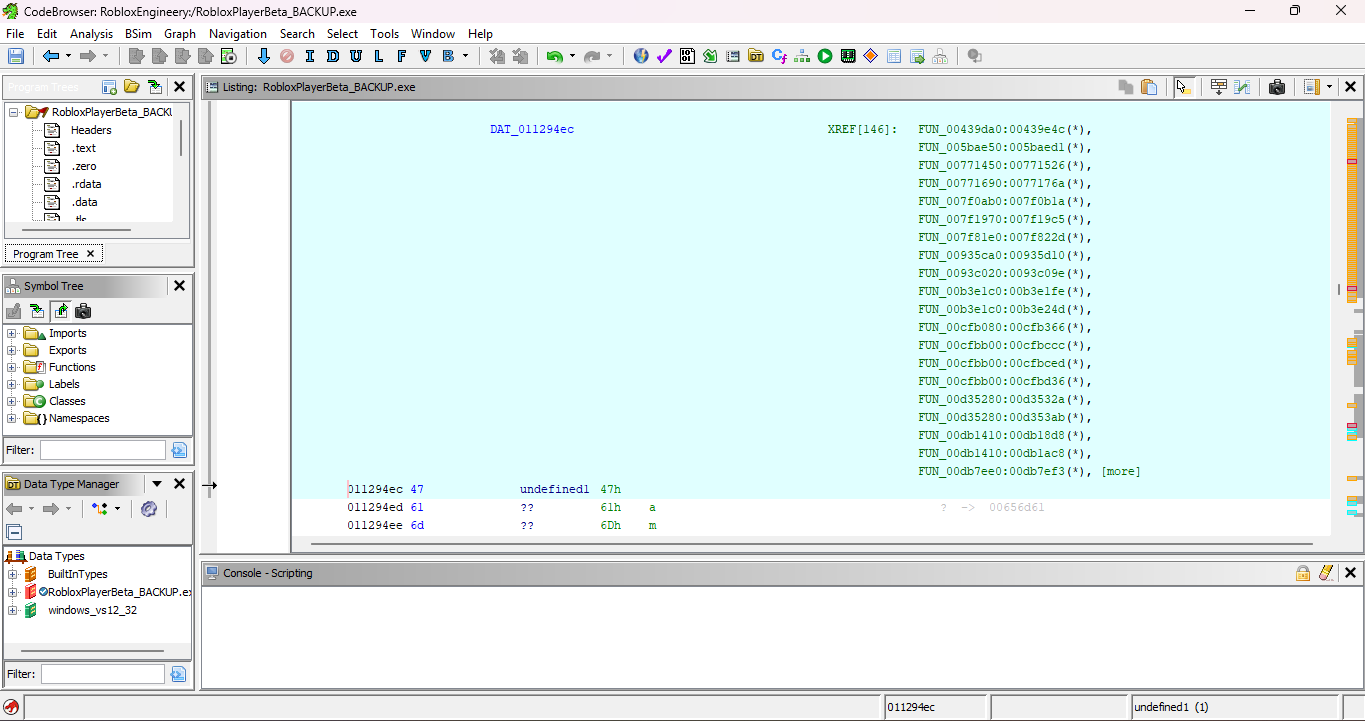 CodeBrowser: RobloxEngineery:/RobloxPlayerBeta_BACKUP.exe
File Edit Analysis BSim Graph Navigation Search Select Tools Window Help
I D U L F V B
Program Trees
RobloxPlayerBeta_BACKU
Headers
.text
.zero
.rdata
.data
.tls
Program Tree
Symbol Tree
Imports
Exports
Functions
Labels
Classes
Namespaces
Filter:
Data Type Manager
Data Types
BuiltInTypes
RobloxPlayerBeta_BACKUP.ex
windows_vs12_32
Filter:
Listing: RobloxPlayerBeta_BACKUP.exe
DAT_011294ec XREF[146]: FUN_00439da0:00439e4c(*),
FUN_005bae50:005baed1(*),
FUN_00771450:00771526(*),
FUN_00771690:0077176a(*),
FUN_007f0ab0:007f0b1a(*),
FUN_007f1970:007f19c5(*),
FUN_007f81e0:007f822d(*),
FUN_00935ca0:00935d10(*),
FUN_0093c020:0093c09e(*),
FUN_00b3e1c0:00b3e1fe(*),
FUN_00b3e1c0:00b3e24d(*),
FUN_00cfb080:00cfb366(*),
FUN_00cfbb00:00cfbccc(*),
FUN_00cfbb00:00cfbced(*),
FUN_00cfbb00:00cfbd36(*),
FUN_00d35280:00d3532a(*),
FUN_00d35280:00d353ab(*),
FUN_00db1410:00db18d8(*),
FUN_00db1410:00db1ac8(*),
FUN_00db7ee0:00db7ef3(*), [more]
011294ec 47 undefined1 47h
011294ed 61 ?? 61h a ? -> 00656d61
011294ee 6d ?? 6Dh m
Console - Scripting
011294ec
undefined1 (1)